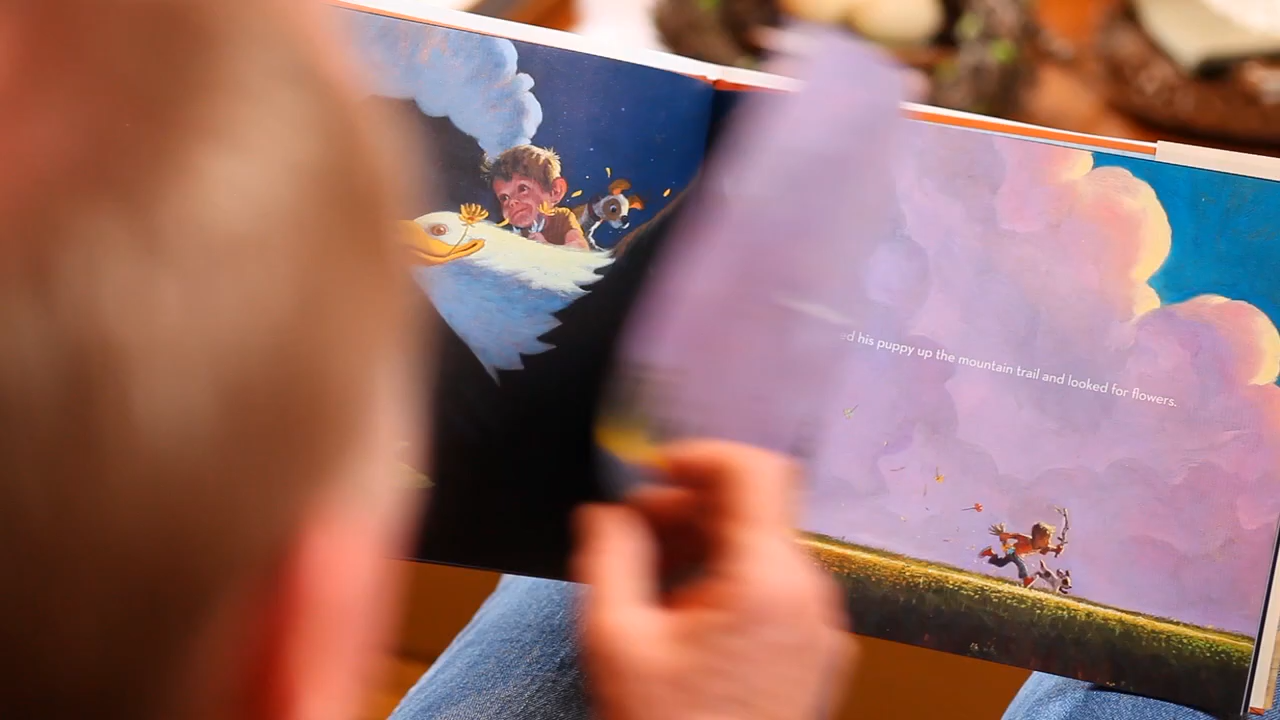 his puppy up the mountain trail and looked for flowers.